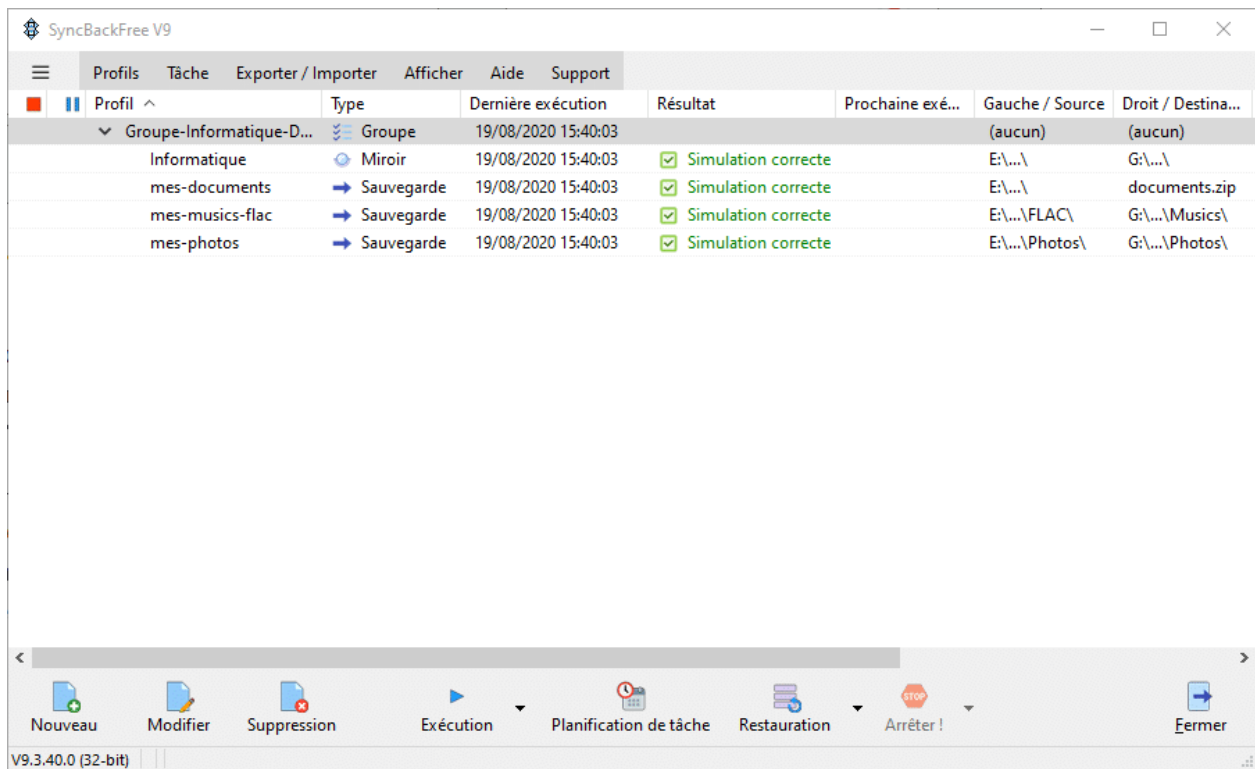 SyncBackFree V9
Profils Tâche Exporter / Importer Afficher Aide Support
Profil Type Dernière exécution Résultat Prochaine exé... Gauche / Source Droit / Destina...
Groupe-Informatique-D... Groupe 19/08/2020 15:40:03 (aucun) (aucun)
Informatique Miroir 19/08/2020 15:40:03 Simulation correcte E:\...\ G:\...\
mes-documents Sauvegarde 19/08/2020 15:40:03 Simulation correcte E:\...\ documents.zip
mes-musics-flac Sauvegarde 19/08/2020 15:40:03 Simulation correcte E:\...\FLAC\ G:\...\Musics\
mes-photos Sauvegarde 19/08/2020 15:40:03 Simulation correcte E:\...\Photos\ G:\...\Photos\
STOP
Nouveau Modifier Suppression Exécution Planification de tâche Restauration Arrêter ! Fermer
V9.3.40.0 (32-bit)